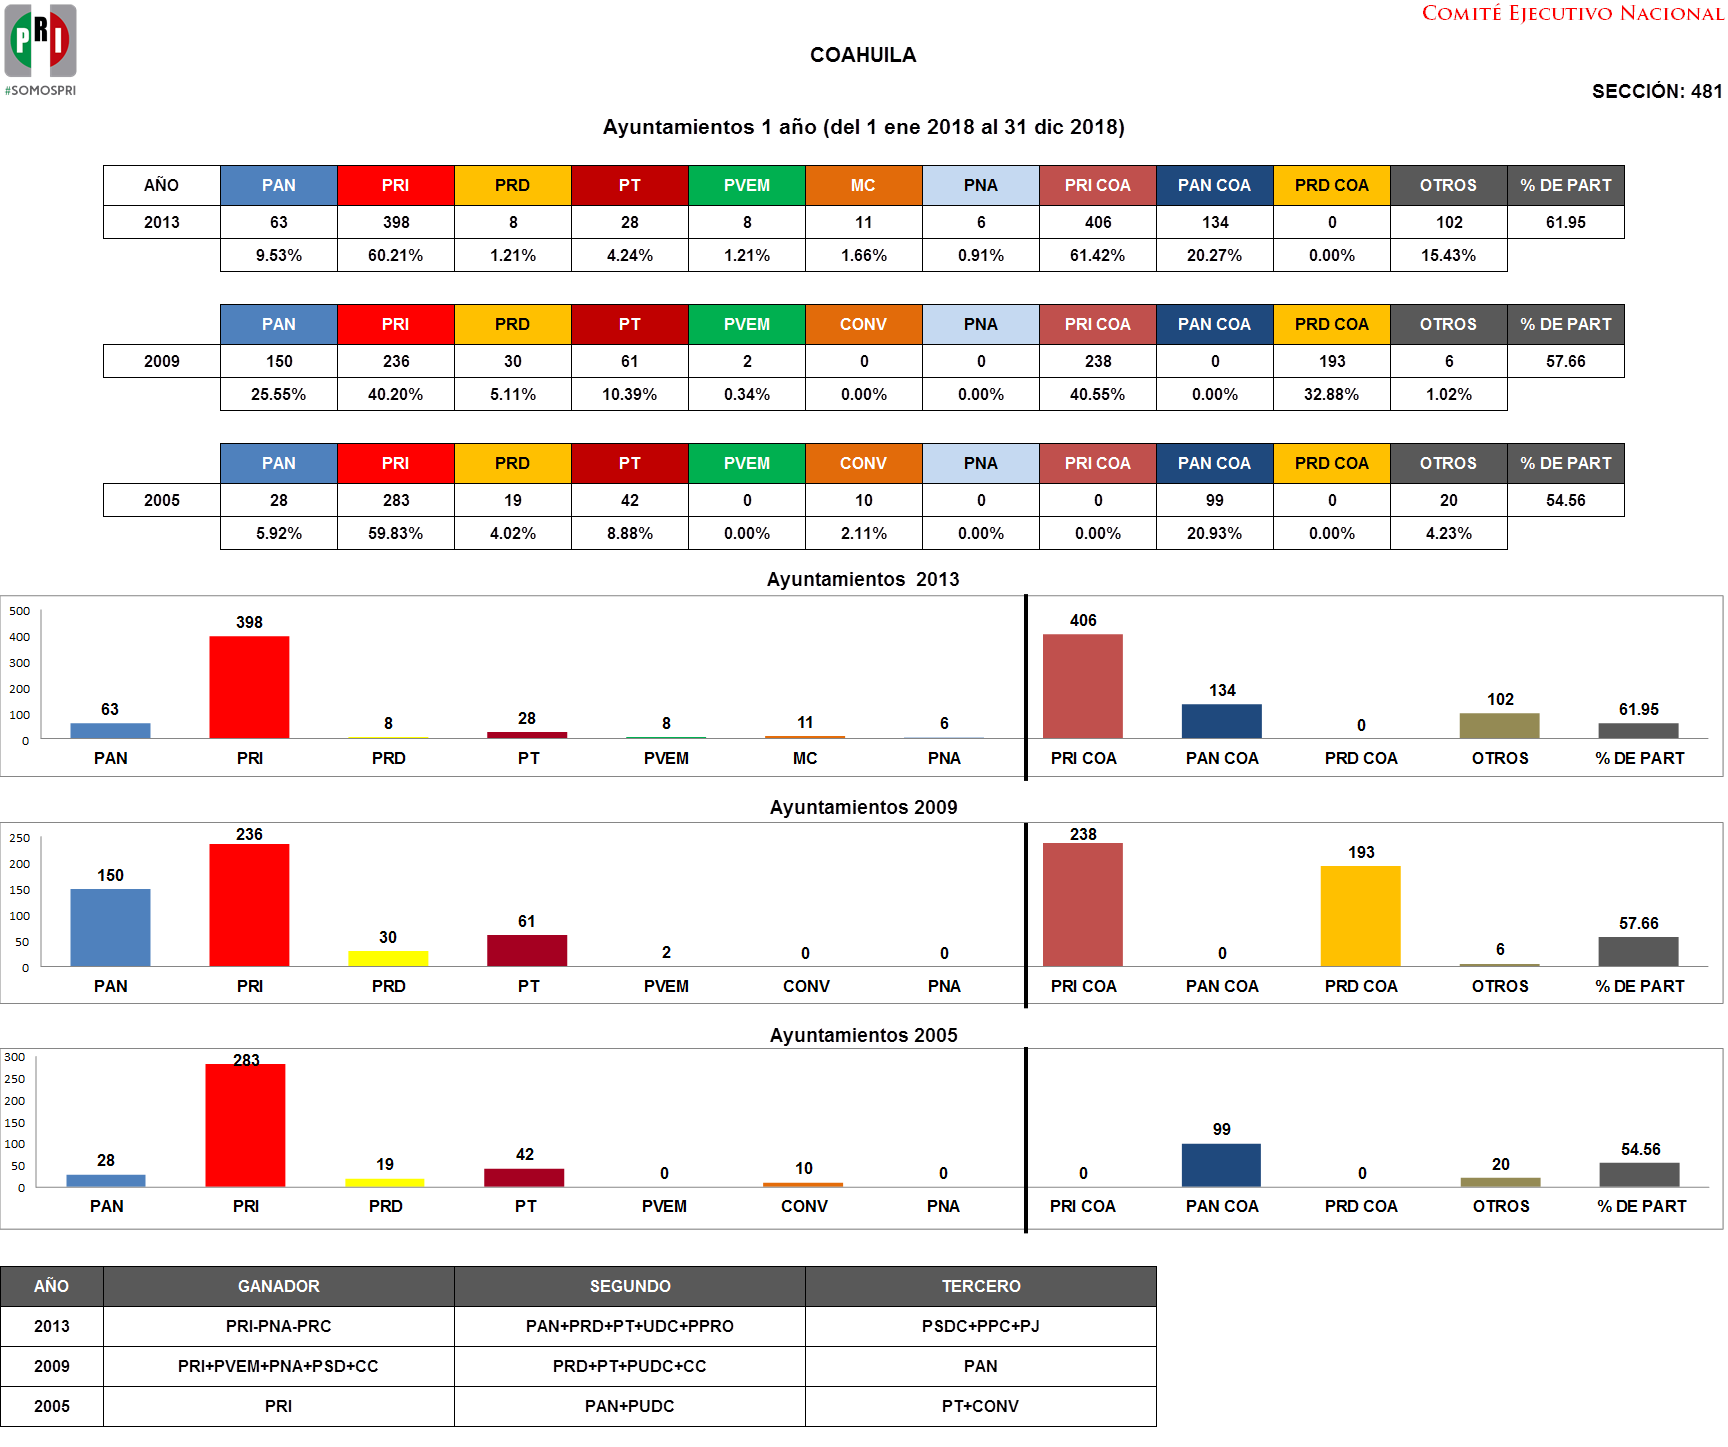 COMITÉ EJECUTIVO NACIONAL
PRI
#SOMOSPRI
COAHUILA
SECCIÓN: 481
Ayuntamientos 1 año (del 1 ene 2018 al 31 dic 2018)
AÑO PAN PRI PRD PT PVEM MC PNA PRI COA PAN COA PRD COA OTROS % DE PART
2013 63 398 8 28 8 11 6 406 134 0 102 61.95
9.53% 60.21% 1.21% 4.24% 1.21% 1.66% 0.91% 61.42% 20.27% 0.00% 15.43%
PAN PRI PRD PT PVEM CONV PNA PRI COA PAN COA PRD COA OTROS % DE PART
2009 150 236 30 61 2 0 0 238 0 193 6 57.66
25.55% 40.20% 5.11% 10.39% 0.34% 0.00% 0.00% 40.55% 0.00% 32.88% 1.02%
PAN PRI PRD PT PVEM CONV PNA PRI COA PAN COA PRD COA OTROS % DE PART
2005 28 283 19 42 0 10 0 0 99 0 20 54.56
5.92% 59.83% 4.02% 8.88% 0.00% 2.11% 0.00% 0.00% 20.93% 0.00% 4.23%
Ayuntamientos 2013
500
400
300
200
100
0
63 398 8 28 8 11 6 406 134 0 102 61.95
PAN PRI PRD PT PVEM MC PNA PRI COA PAN COA PRD COA OTROS % DE PART
Ayuntamientos 2009
250
200
150
100
50
0
150 236 30 61 2 0 0 238 0 193 6 57.66
PAN PRI PRD PT PVEM CONV PNA PRI COA PAN COA PRD COA OTROS % DE PART
Ayuntamientos 2005
300
250
200
150
100
50
0
28 283 19 42 0 10 0 0 99 0 20 54.56
PAN PRI PRD PT PVEM CONV PNA PRI COA PAN COA PRD COA OTROS % DE PART
AÑO GANADOR SEGUNDO TERCERO
2013 PRI-PNA-PRC PAN+PRD+PT+UDC+PPRO PSDC+PPC+PJ
2009 PRI+PVEM+PNA+PSD+CC PRD+PT+PUDC+CC PAN
2005 PRI PAN+PUDC PT+CONV